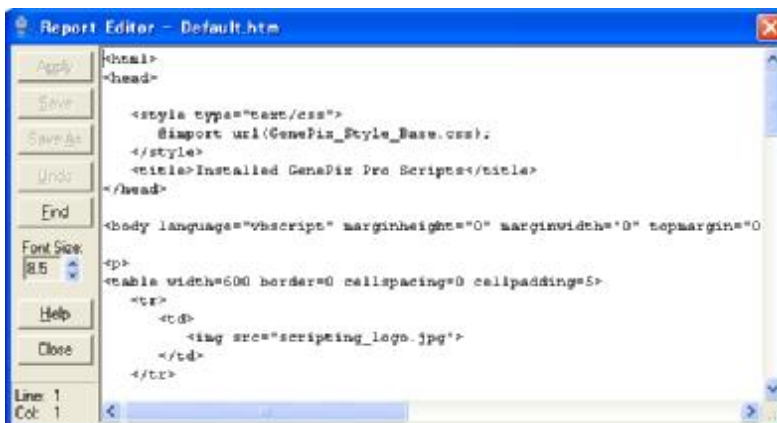 Report Editor - Default.htm
Apply
Save
Save As
Undo
Find
Font Size:
8.5
Help
Close
Line: 1
Col: 1
<html>
<head>
<style type="text/css">
@import url(GenePix_Style_Base.css);
</style>
<title>Installed GenePix Pro Scripts</title>
</head>
<body language="vbscript" marginheight="0" marginwidth="0" topmargin="0
<p>
<table width=600 border=0 cellspacing=0 cellpadding=5>
<tr>
<td>
<img src="scripting_logo.jpg">
</td>
</tr>